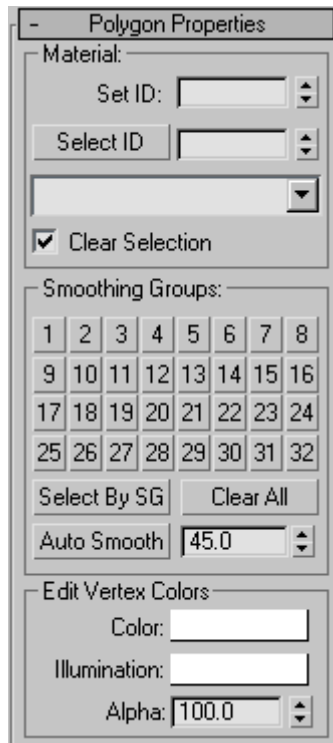 - Polygon Properties
Material:
Set ID:
Select ID
Clear Selection
Smoothing Groups:
1 2 3 4 5 6 7 8
9 10 11 12 13 14 15 16
17 18 19 20 21 22 23 24
25 26 27 28 29 30 31 32
Select By SG Clear All
Auto Smooth 45.0
Edit Vertex Colors
Color:
Illumination:
Alpha: 100.0